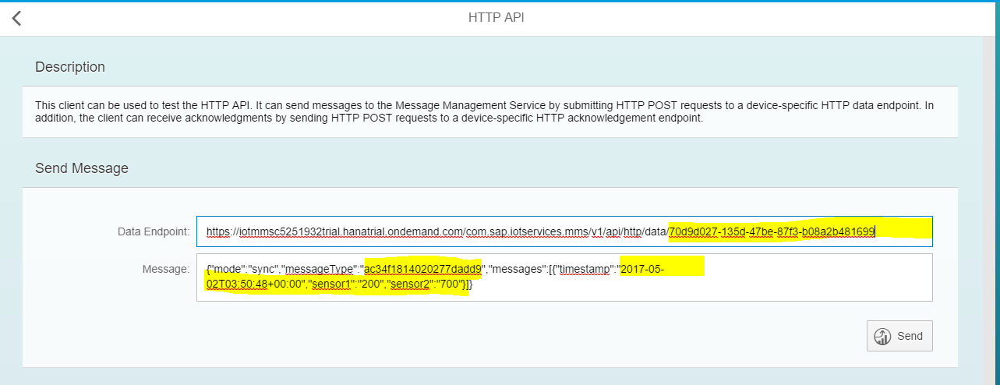 HTTP API
Description
This client can be used to test the HTTP API. It can send messages to the Message Management Service by submitting HTTP POST requests to a device-specific HTTP data endpoint. In
addition, the client can receive acknowledgments by sending HTTP POST requests to a device-specific HTTP acknowledgement endpoint.
Send Message
Data Endpoint: https://iotmmsc5251932trial.hanatrial.ondemand.com/com.sap.iotservices.mms/v1/api/http/data/70d9d027-135d-47be-87f3-b08a2b481699
Message: {"mode":"sync","messageType":"ac34f1814020277dadd9","messages":[{"timestamp":"2017-05-
02T03:50:48+00:00","sensor1":"200","sensor2":"700"}]}
Send